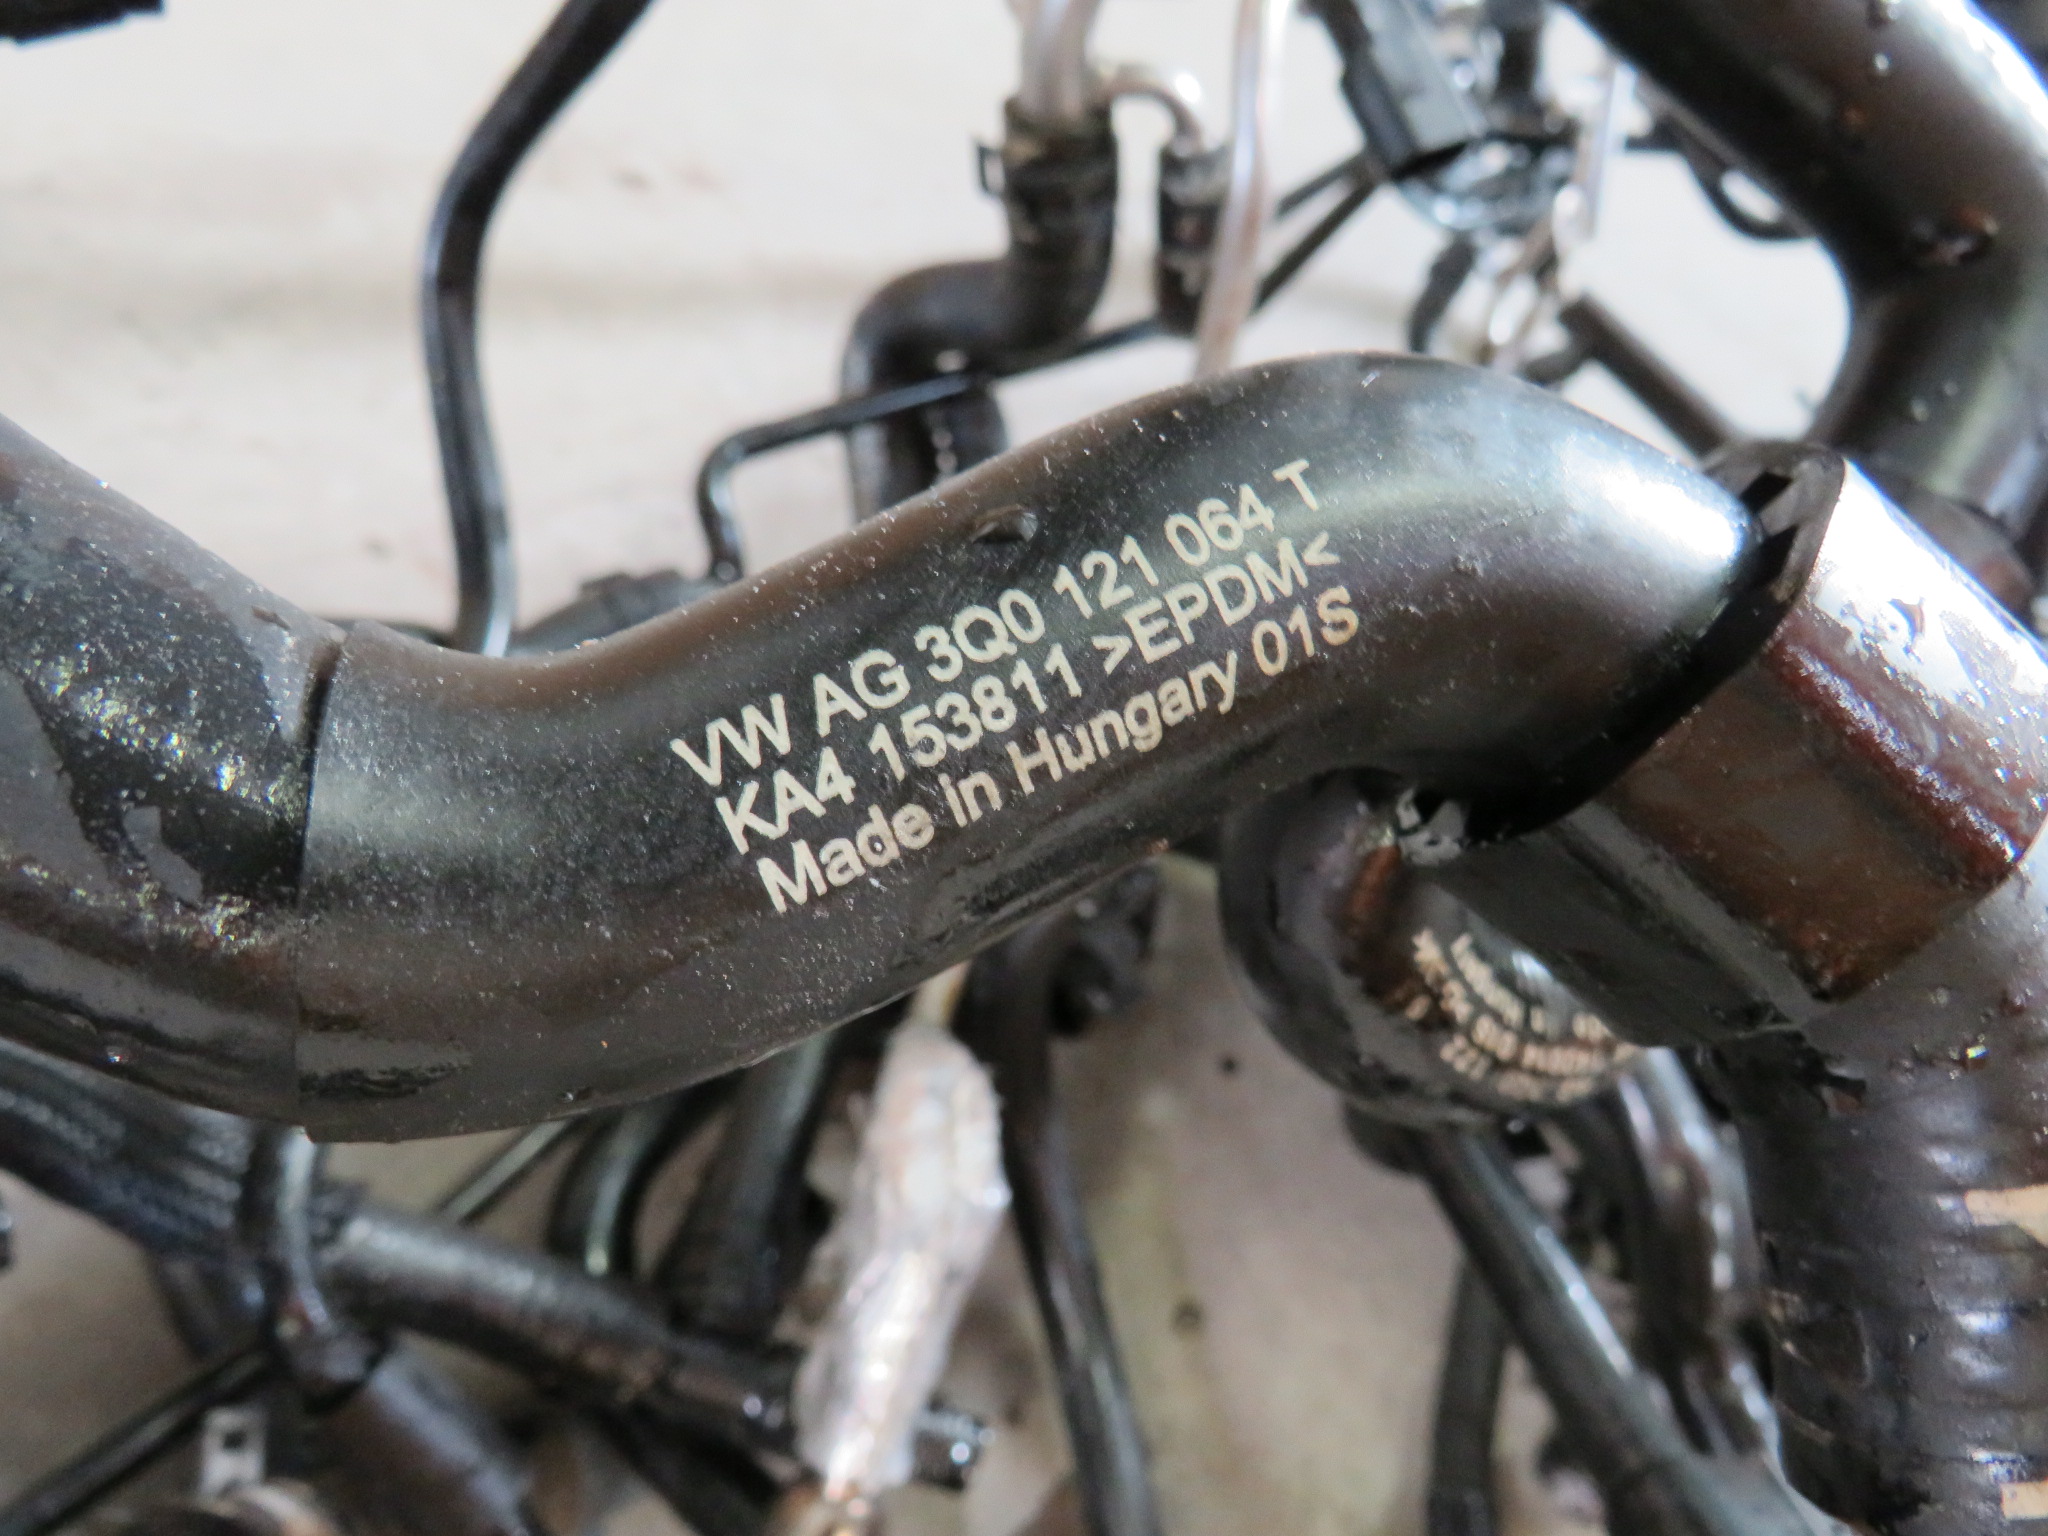 VW AG 3Q0 121 064 T
KA4 153811 >EPDM<
Made in Hungary 01S